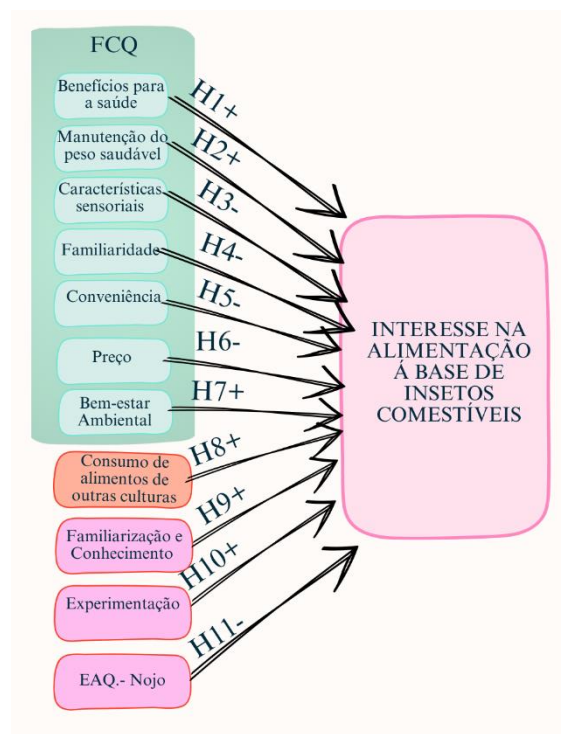 FCQ
Benefícios para
a saúde
H1+
Manutenção do
peso saudável
H2+
Características
sensoriais
H3-
Familiaridade
H4-
Conveniência
H5-
Preço
H6-
Bem-estar
Ambiental
H7+
Consumo de
alimentos de
outras culturas
H8+
Familiarização e
Conhecimento
H9+
Experimentação
H10+
EAQ.- Nojo
H11-
INTERESSE NA
ALIMENTAÇÃO
Á BASE DE
INSETOS
COMESTÍVEIS